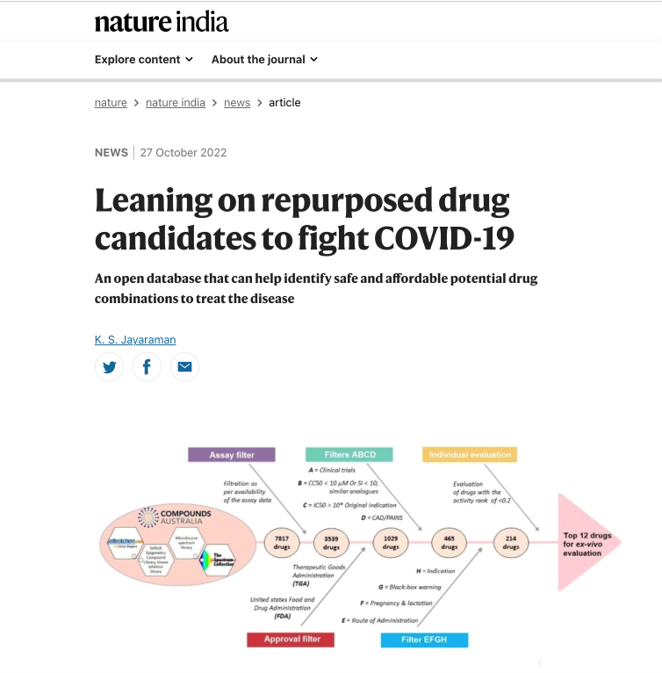 nature india
Explore content
About the journal
nature > nature india > news > article
NEWS | 27 October 2022
Leaning on repurposed drug
candidates to fight COVID-19
An open database that can help identify safe and affordable potential drug
combinations to treat the disease
K. S. Jayaraman
Assay filter
Filters ABCD
Individual evaluation
Filtration as
per availability
of the assay data
A = Clinical trials
B = CC50 < 10 μM Or SI < 10;
similar analogues
C = IC50 > 10* Original indication
D = CAD/PAINS
Evaluation
of drugs with the
activity rank of <0.2
COMPOUNDS
AUSTRALIA
Microsource
spectrum
library
Selleck
Epigenetics
Compound
Library, kinase
inhibitor
library
The
Spectrum
Collection
7817
drugs
3539
drugs
1029
drugs
465
drugs
214
drugs
Top 12 drugs
for ex-vivo
evaluation
Therapeutic Goods
Administration
(TGA)
United states Food and
Drug Administration
(FDA)
H = Indication
G = Black-box warning
F = Pregnancy & lactation
E = Route of Administration
Approval filter
Filter EFGH